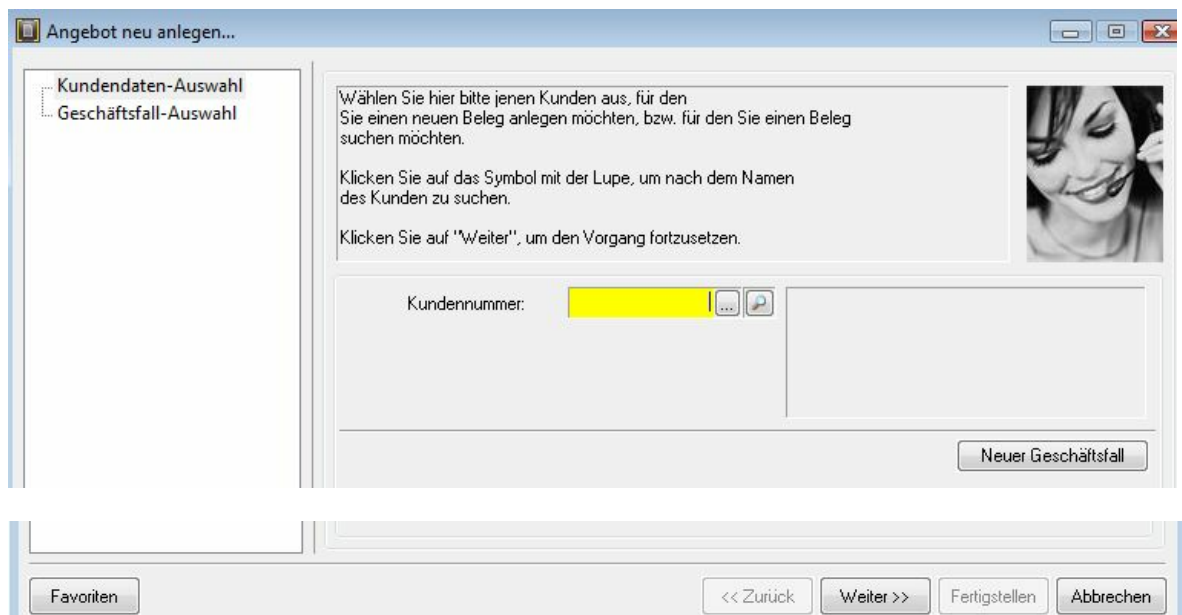 Angebot neu anlegen...
Kundendaten-Auswahl
Geschäftsfall-Auswahl
Wählen Sie hier bitte jenen Kunden aus, für den
Sie einen neuen Beleg anlegen möchten, bzw. für den Sie einen Beleg
suchen möchten.
Klicken Sie auf das Symbol mit der Lupe, um nach dem Namen
des Kunden zu suchen.
Klicken Sie auf "Weiter", um den Vorgang fortzusetzen.
Kundennummer:
...
Neuer Geschäftsfall
Favoriten
<< Zurück
Weiter >>
Fertigstellen
Abbrechen